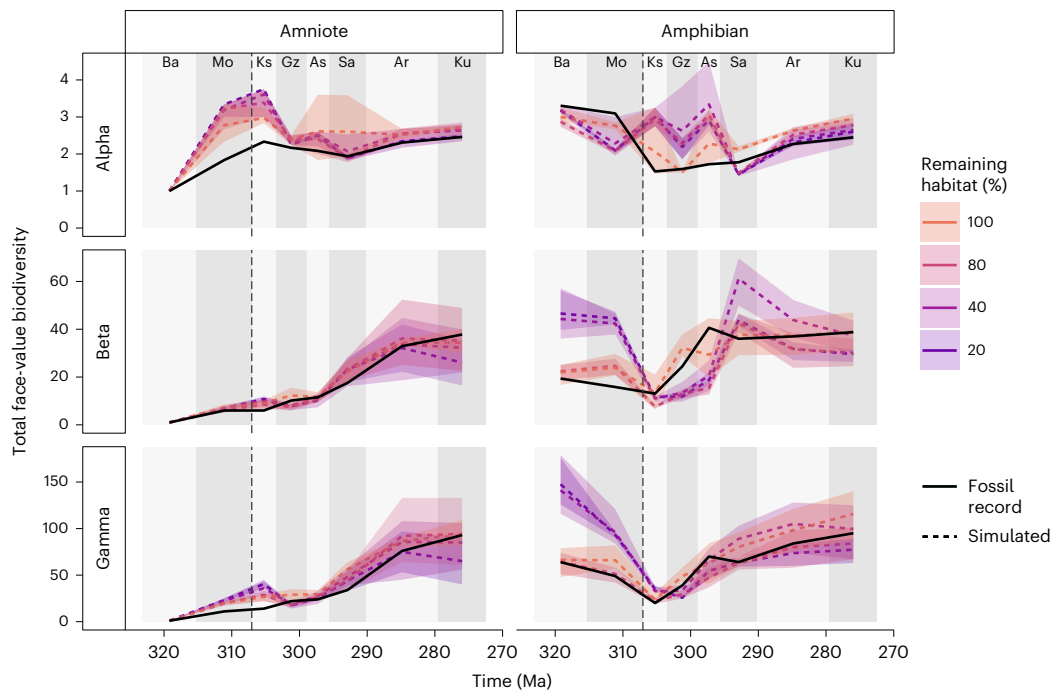 Amniote
Amphibian
Ba Mo Ks Gz As Sa Ar Ku
Ba Mo Ks Gz As Sa Ar Ku
Total face-value biodiversity
Alpha
4
3
2
1
0
Beta
60
40
20
0
Gamma
150
100
50
0
320 310 300 290 280 270
320 310 300 290 280 270
Time (Ma)
Remaining
habitat (%)
100
80
40
20
Fossil
record
Simulated